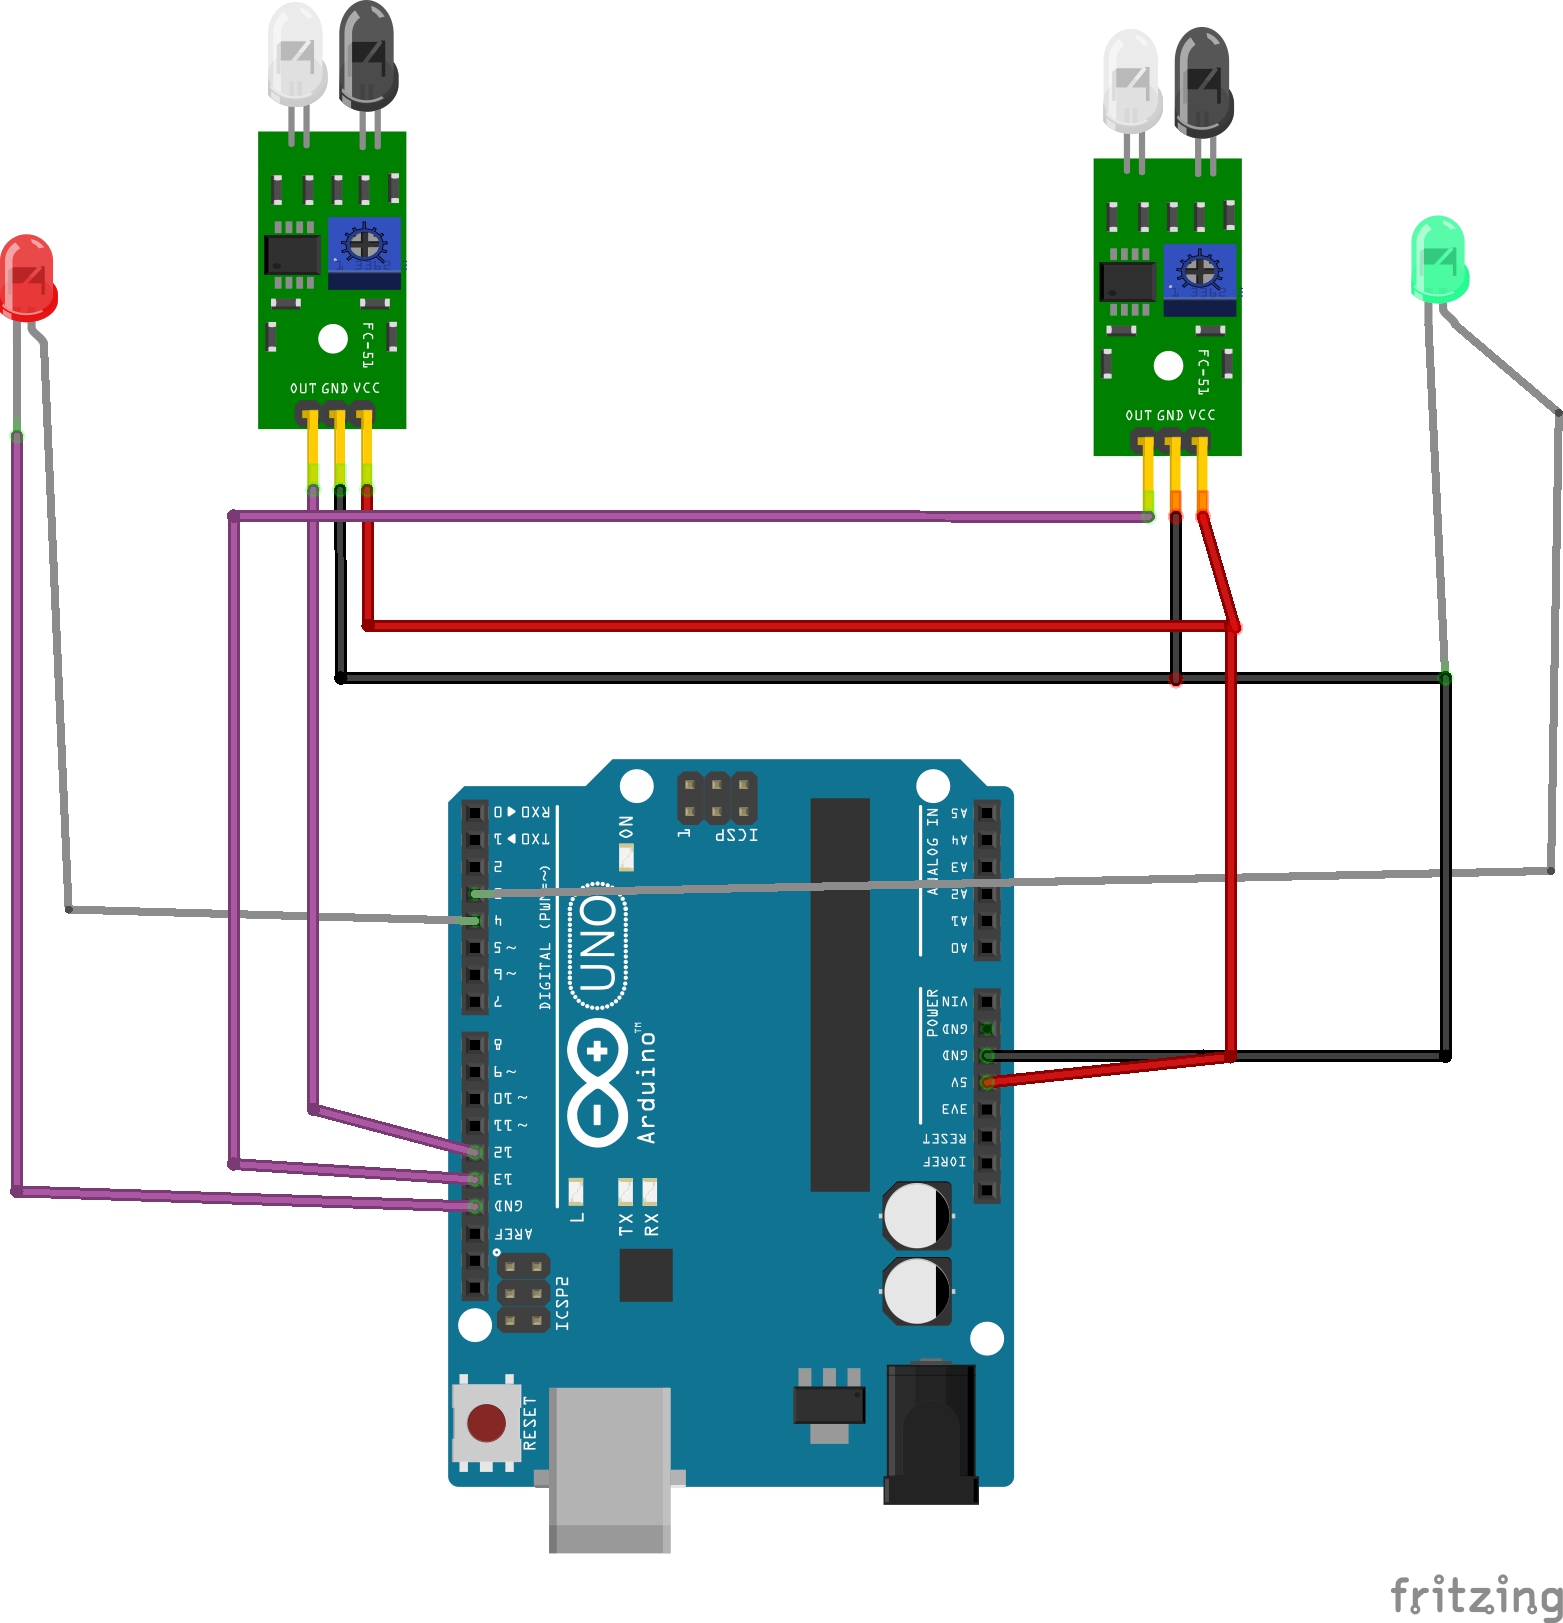 FC-51
OUT GND VCC
FC-51
OUT GND VCC
ON
1
ICSP
RX0 0
TX0 1
2
3
4
~5
~6
7
8
~9
~10
~11
12
13
GND
AREF
DIGITAL (PWM=~)
UNO
Arduino
TM
L
TX
RX
ICSP2
RESET
ANALOG IN
A5
A4
A3
A2
A1
A0
POWER
VIN
GND
GND
5V
3V3
RESET
IOREF
fritzing